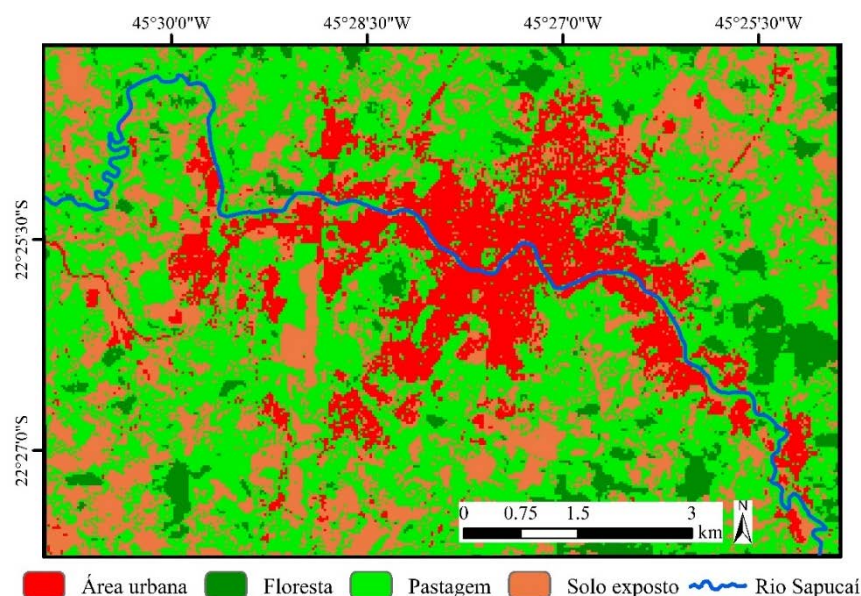 45°30'0"W 45°28'30"W 45°27'0"W 45°25'30"W
22°25'30"S
22°27'0"S
0 0.75 1.5 3
km
N
Área urbana Floresta Pastagem Solo exposto Rio Sapucaí